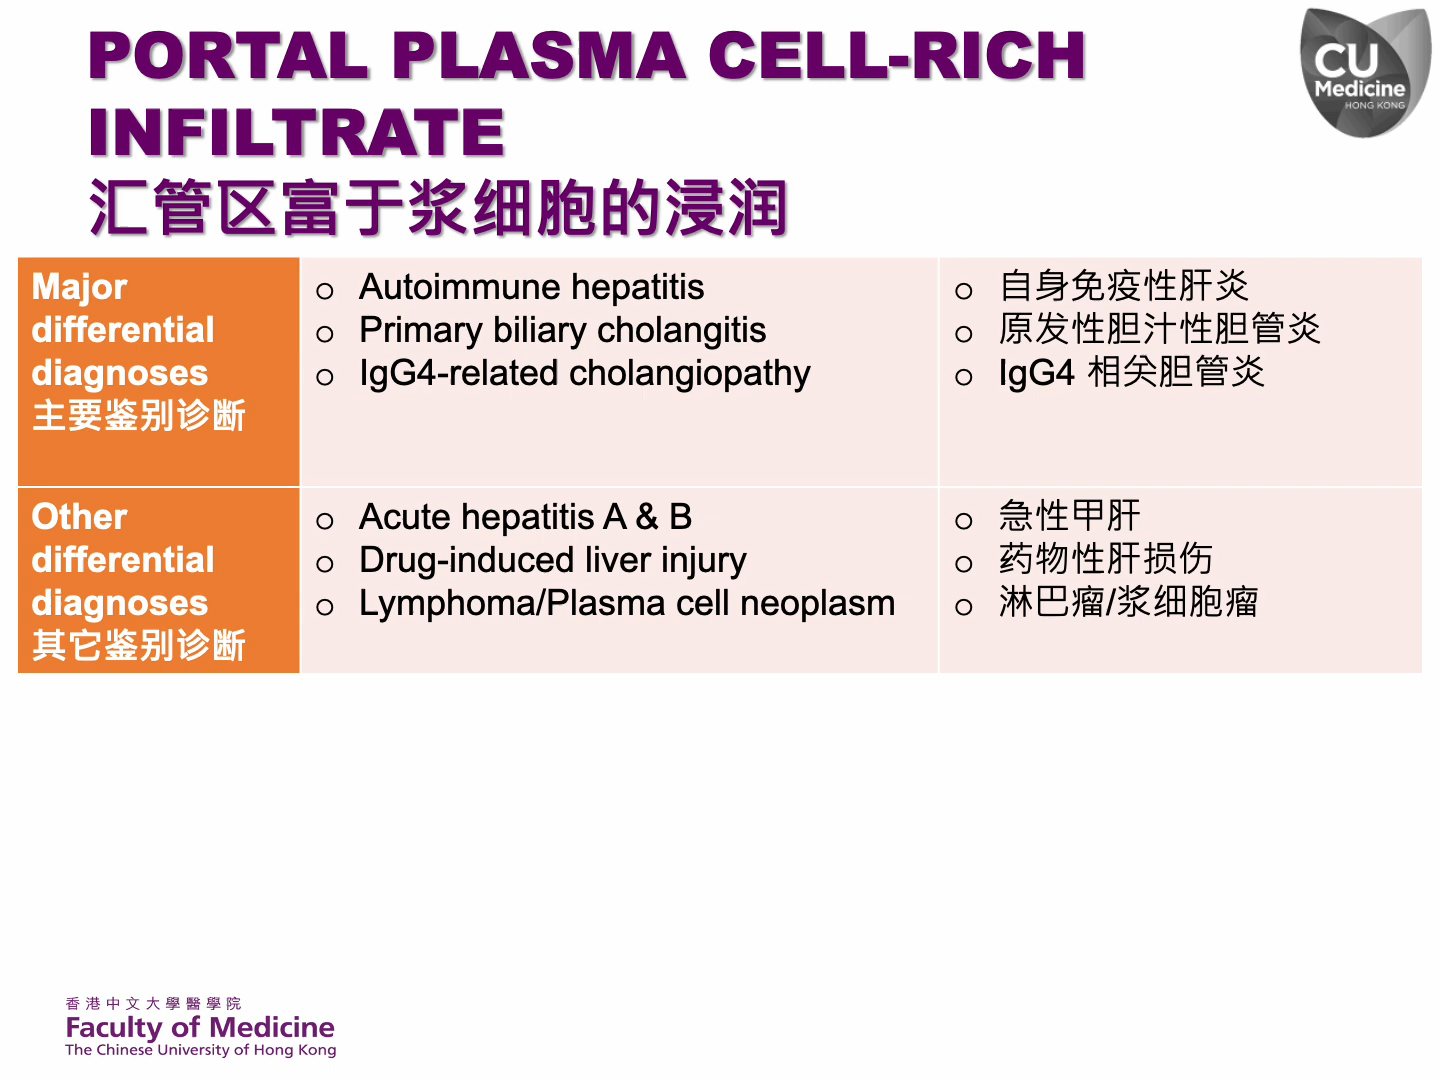 PORTAL PLASMA CELL-RICH
INFILTRATE
汇管区富于浆细胞的浸润
CU
Medicine
HONG KONG
Major
differential
diagnoses
主要鉴别诊断
○ Autoimmune hepatitis
○ Primary biliary cholangitis
○ IgG4-related cholangiopathy
○ 自身免疫性肝炎
○ 原发性胆汁性胆管炎
○ IgG4 相关胆管炎
Other
differential
diagnoses
其它鉴别诊断
○ Acute hepatitis A & B
○ Drug-induced liver injury
○ Lymphoma/Plasma cell neoplasm
○ 急性甲肝
○ 药物性肝损伤
○ 淋巴瘤/浆细胞瘤
香港中文大學醫學院
Faculty of Medicine
The Chinese University of Hong Kong